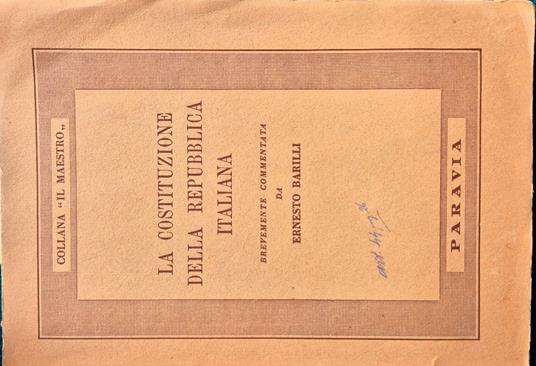 COLLANA "IL MAESTRO„
LA COSTITUZIONE
DELLA REPUBBLICA
ITALIANA
BREVEMENTE COMMENTATA
DA
ERNESTO BARILLI
PARAVIA